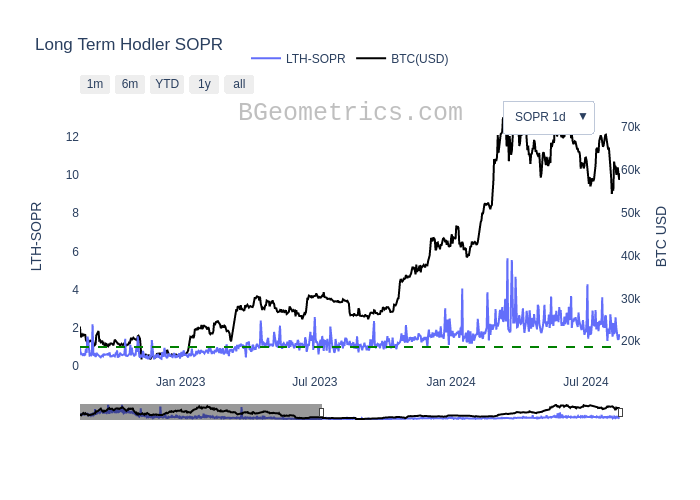 Long Term Hodler SOPR
LTH-SOPR
BTC(USD)
1m
6m
YTD
1y
all
BGeometrics.com
SOPR 1d ▼
LTH-SOPR
12
10
8
6
4
2
0
70k
60k
50k
40k
30k
20k
BTC USD
Jan 2023
Jul 2023
Jan 2024
Jul 2024